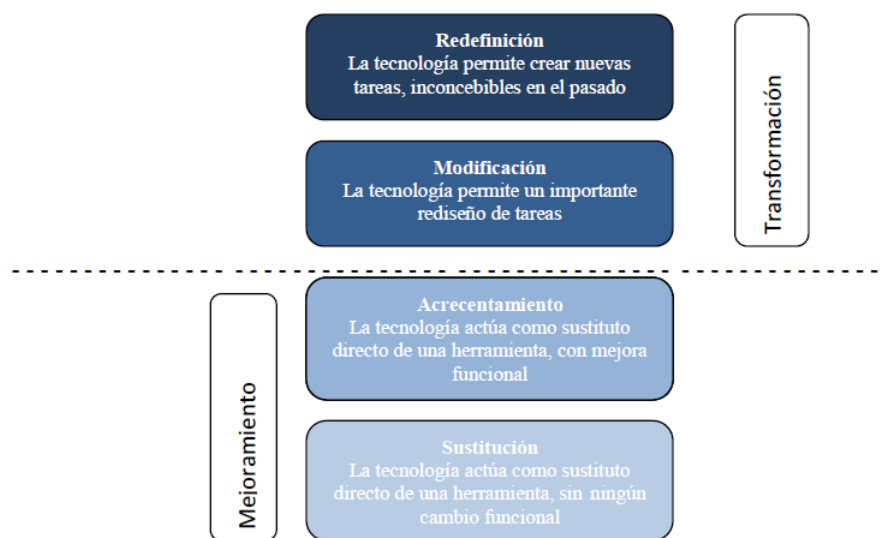 Redefinición
La tecnología permite crear nuevas
tareas, inconcebibles en el pasado
Transformación
Modificación
La tecnología permite un importante
rediseño de tareas
Acrecentamiento
La tecnología actúa como sustituto
directo de una herramienta, con mejora
funcional
Mejoramiento
Sustitución
La tecnología actúa como sustituto
directo de una herramienta, sin ningún
cambio funcional